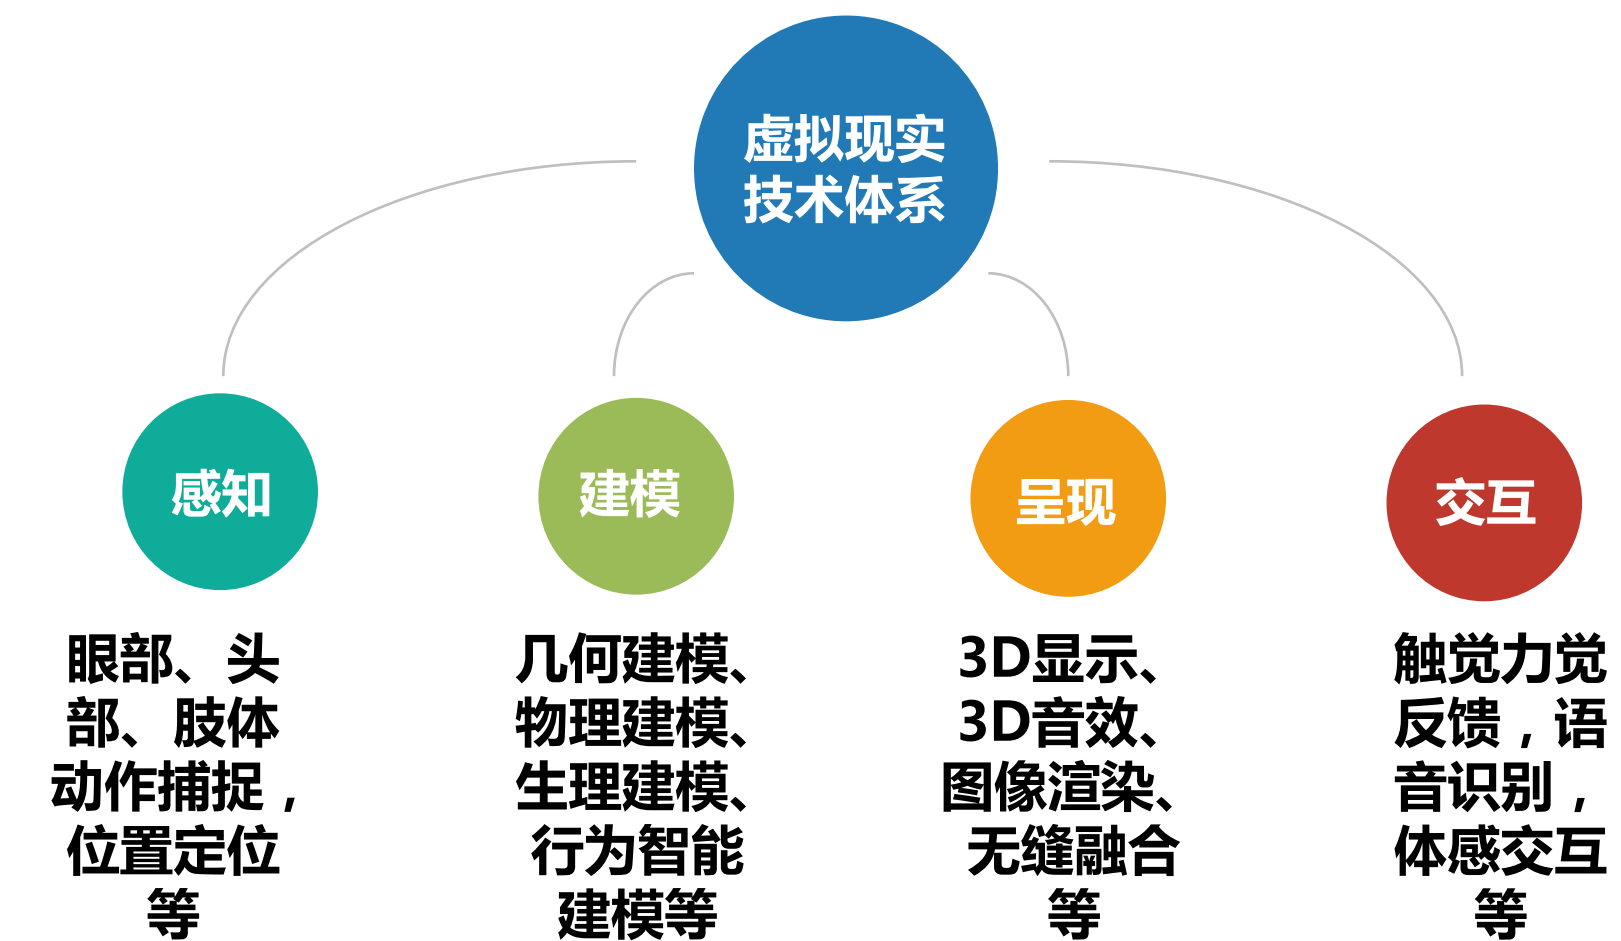 虚拟现实
技术体系
感知
建模
呈现
交互
眼部、头
部、肢体
动作捕捉，
位置定位
等
几何建模、
物理建模、
生理建模、
行为智能
建模等
3D显示、
3D音效、
图像渲染、
无缝融合
等
触觉力觉
反馈，语
音识别，
体感交互
等